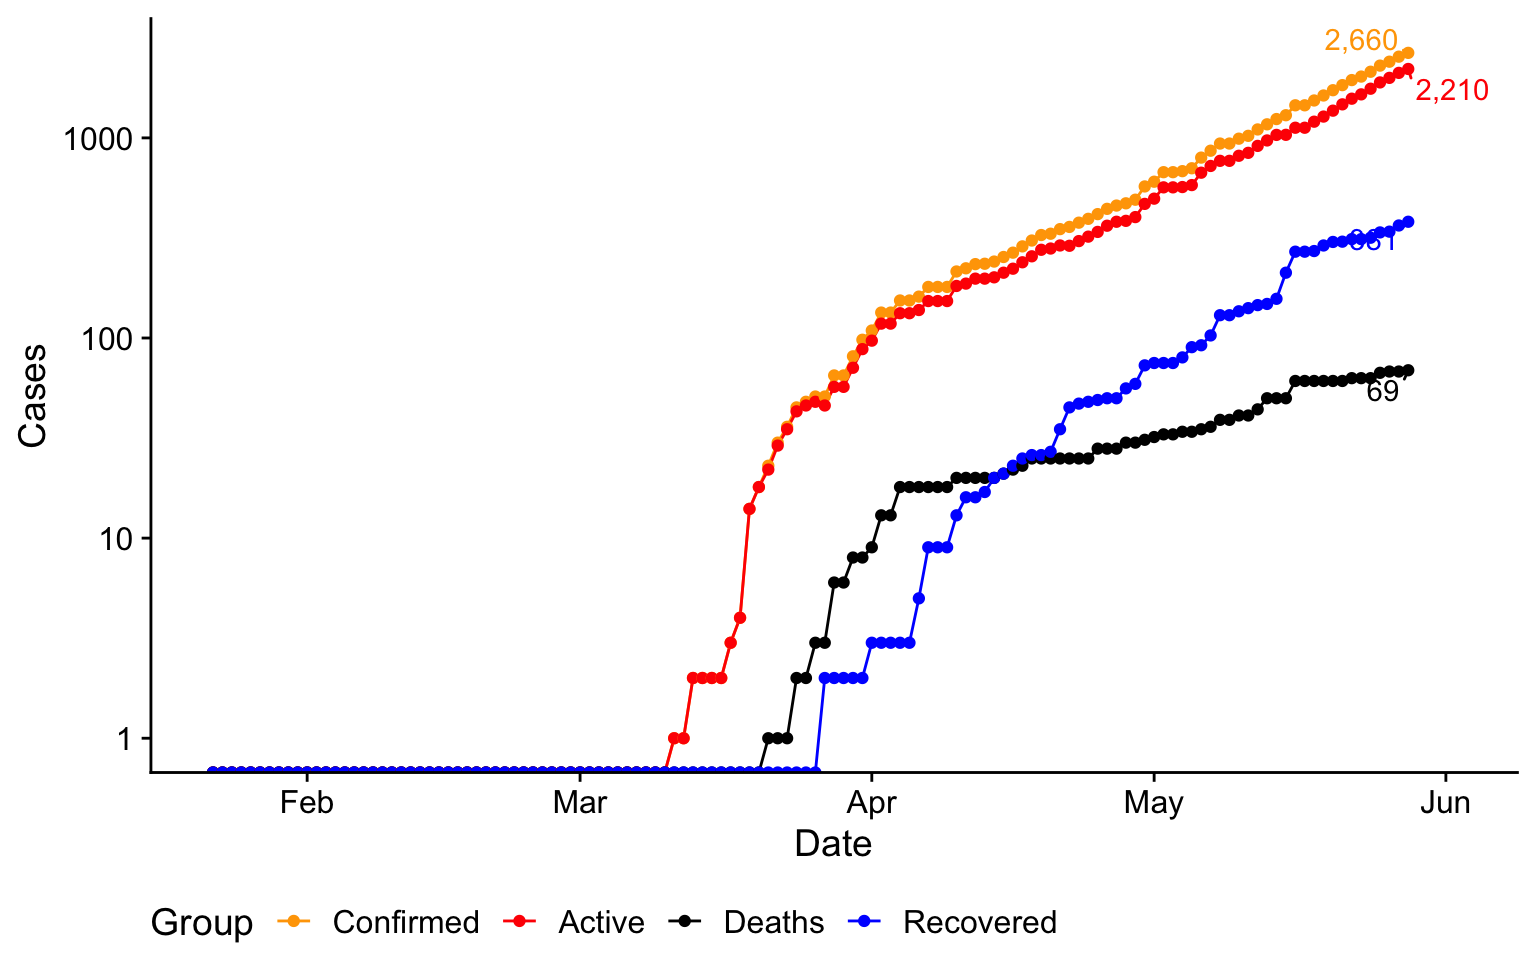 2,660
2,210
1000
100
69
10
1
Cases
Feb Mar Apr May Jun
Date
Group Confirmed Active Deaths Recovered